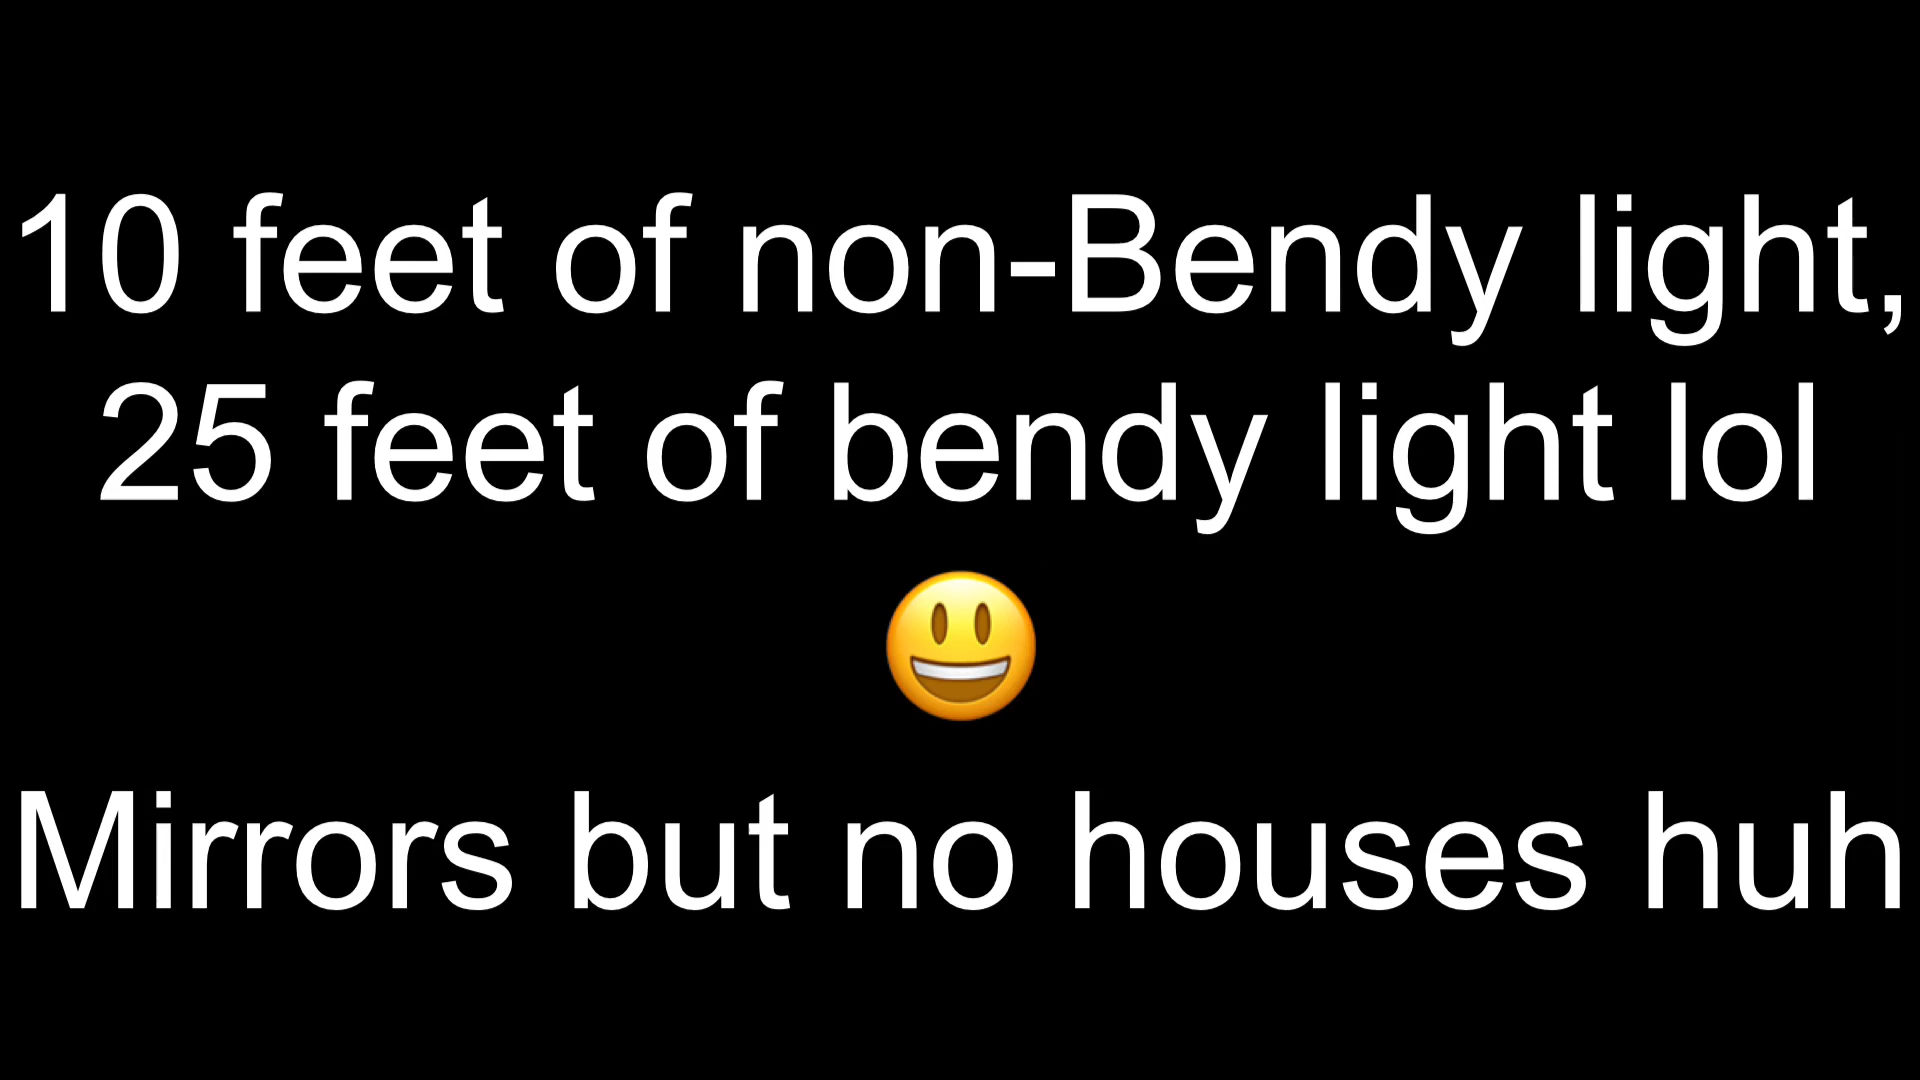 10 feet of non-Bendy light,
25 feet of bendy light lol
😃
Mirrors but no houses huh